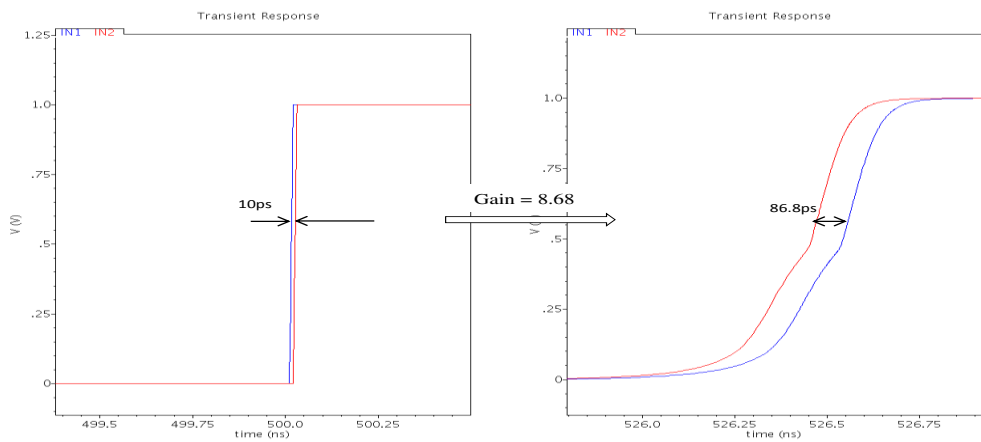 Transient Response
IN1 IN2
1.25
1.0
.75
.5
.25
0
V (V)
10ps
499.5 499.75 500.0 500.25
time (ns)
Gain = 8.68
Transient Response
IN1 IN2
1.0
.75
.5
.25
0
V (V)
86.8ps
526.0 526.25 526.5 526.75
time (ns)